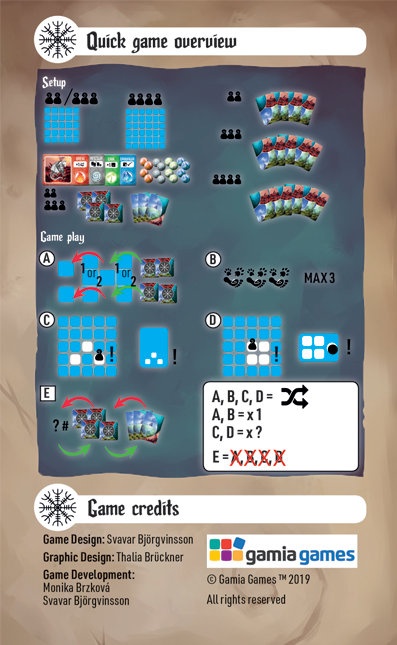 Quick game overview
Setup
/
Game play
A
1 or 2
1 or 2
B
MAX 3
C
!
!
D
!
E
? #
A, B, C, D =
A, B = x 1
C, D = x ?
E = A, B, C, D
Game credits
Game Design: Svavar Björgvinsson
Graphic Design: Thalia Brückner
Game Development:
Monika Brzková
Svavar Björgvinsson
gamia games
© Gamia Games ™ 2019
All rights reserved